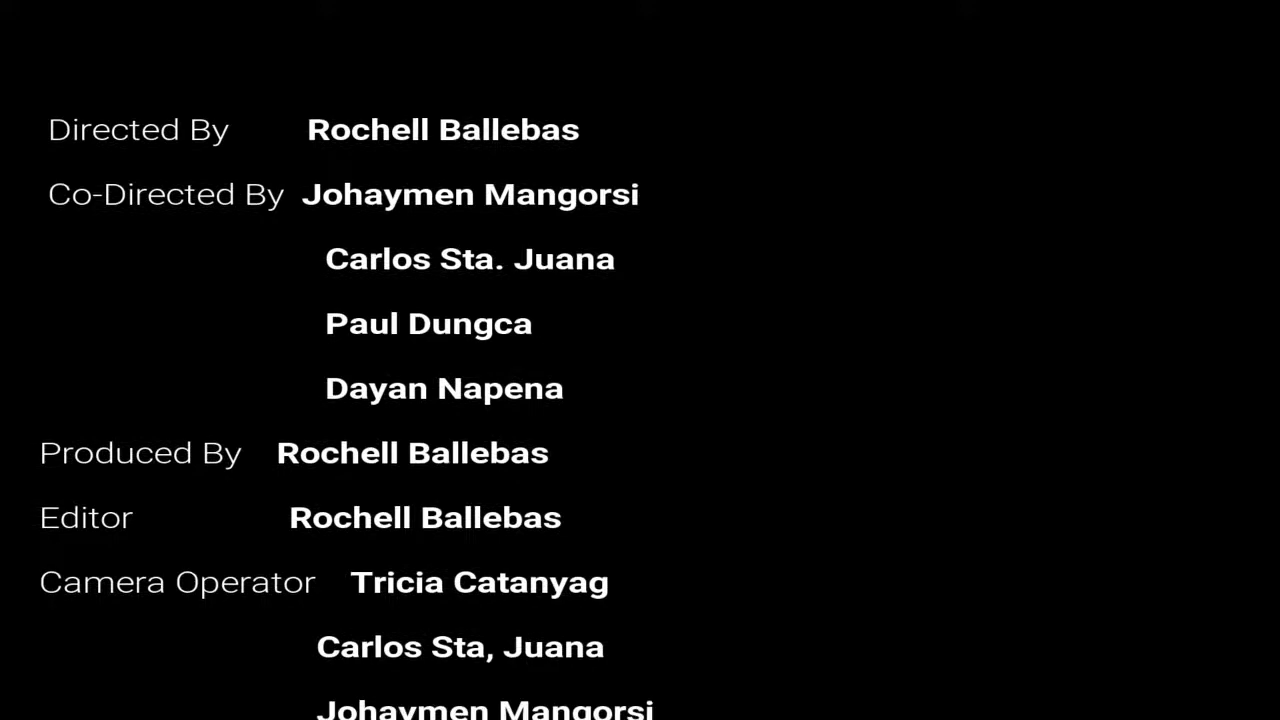 Directed By Rochell Ballebas
Co-Directed By Johaymen Mangorsi
Carlos Sta. Juana
Paul Dungca
Dayan Napena
Produced By Rochell Ballebas
Editor Rochell Ballebas
Camera Operator Tricia Catanyag
Carlos Sta, Juana
Johaymen Mangorsi